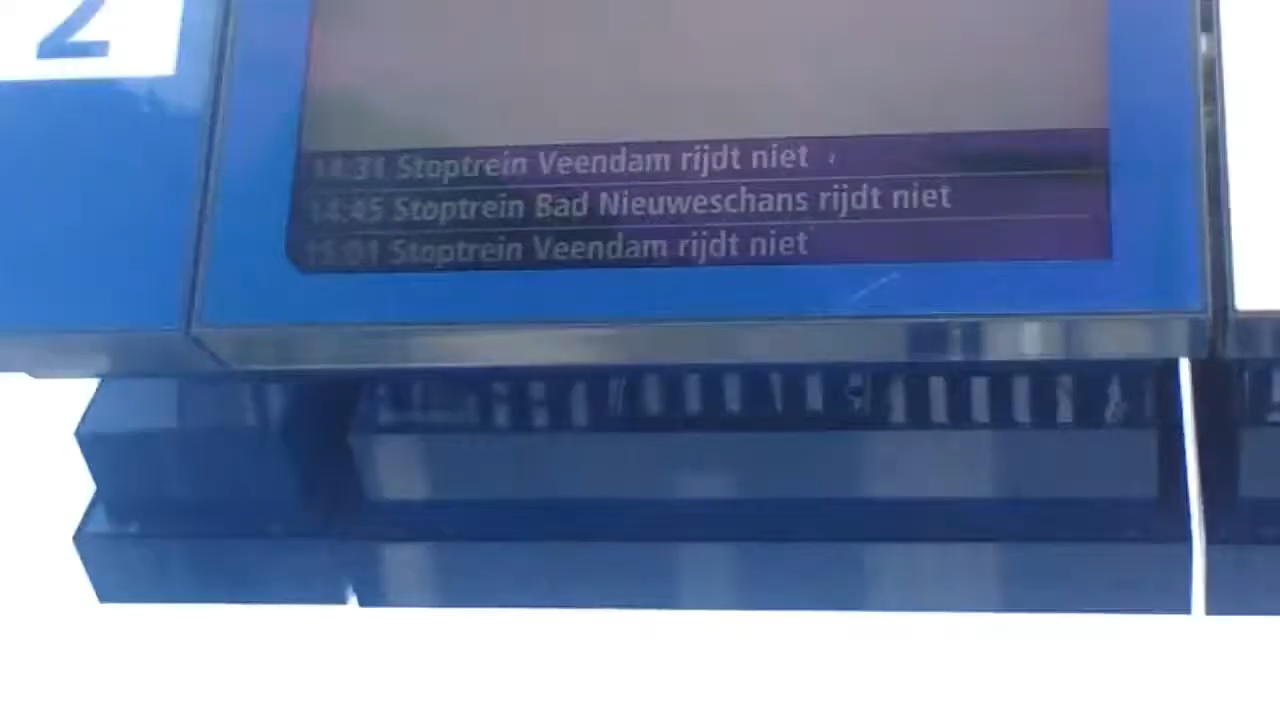 2
14:31 Stoptrein Veendam rijdt niet
14:45 Stoptrein Bad Nieuweschans rijdt niet
15:01 Stoptrein Veendam rijdt niet